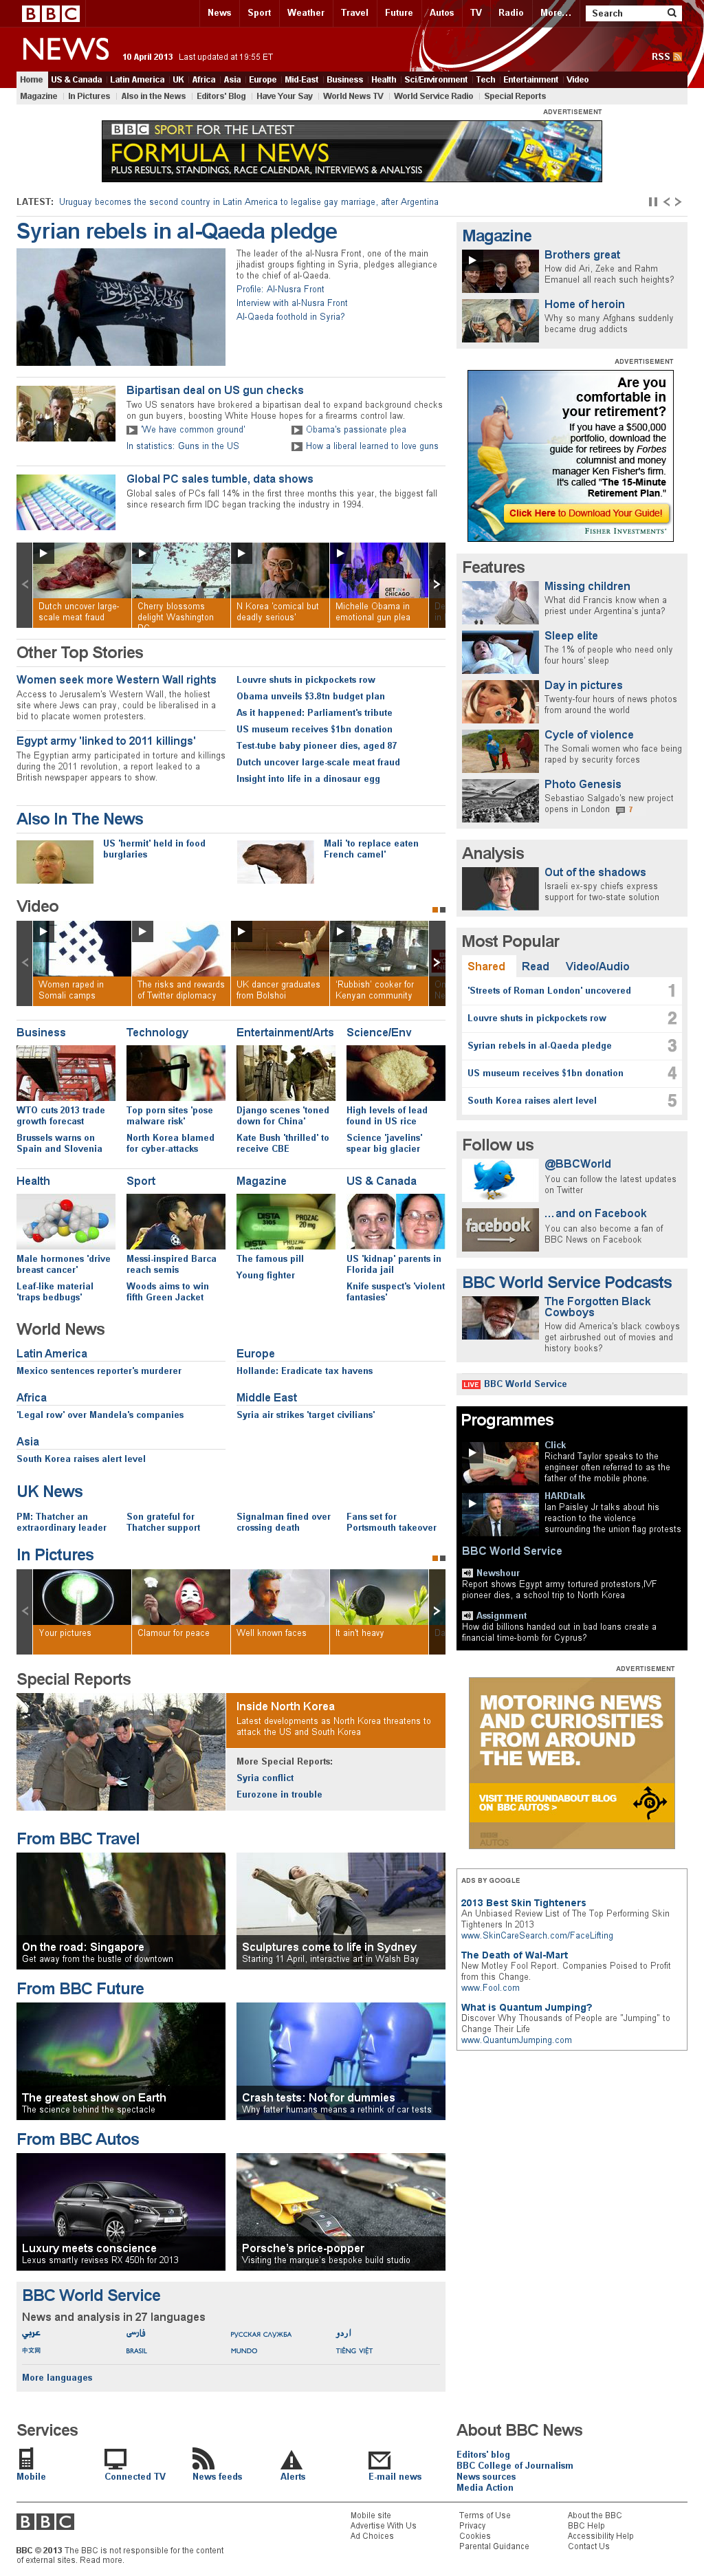 BBC
News Sport Weather Travel Future Autos TV Radio More... Search
NEWS
10 April 2013 Last updated at 19:55 ET
RSS
Home US & Canada Latin America UK Africa Asia Europe Mid-East Business Health Sci/Environment Tech Entertainment Video
Magazine In Pictures Also in the News Editors' Blog Have Your Say World News TV World Service Radio Special Reports
ADVERTISEMENT
BBC SPORT FOR THE LATEST
FORMULA 1 NEWS
PLUS RESULTS, STANDINGS, RACE CALENDAR, INTERVIEWS & ANALYSIS
LATEST: Uruguay becomes the second country in Latin America to legalise gay marriage, after Argentina
Syrian rebels in al-Qaeda pledge
The leader of the al-Nusra Front, one of the main
jihadist groups fighting in Syria, pledges allegiance
to the chief of al-Qaeda.
Profile: Al-Nusra Front
Interview with al-Nusra Front
Al-Qaeda foothold in Syria?
Bipartisan deal on US gun checks
Two US senators have brokered a bipartisan deal to expand background checks
on gun buyers, boosting White House hopes for a firearms control law.
'We have common ground'
Obama's passionate plea
In statistics: Guns in the US
How a liberal learned to love guns
Global PC sales tumble, data shows
Global sales of PCs fall 14% in the first three months this year, the biggest fall
since research firm IDC began tracking the industry in 1994.
Dutch uncover large-
scale meat fraud
Cherry blossoms
delight Washington
DC
N Korea 'comical but
deadly serious'
Michelle Obama in
emotional gun plea
Other Top Stories
Women seek more Western Wall rights
Access to Jerusalem's Western Wall, the holiest
site where Jews can pray, could be liberalised in a
bid to placate women protesters.
Egypt army 'linked to 2011 killings'
The Egyptian army participated in torture and killings
during the 2011 revolution, a report leaked to a
British newspaper appears to show.
Louvre shuts in pickpockets row
Obama unveils $3.8tn budget plan
As it happened: Parliament's tribute
US museum receives $1bn donation
Test-tube baby pioneer dies, aged 87
Dutch uncover large-scale meat fraud
Insight into life in a dinosaur egg
Also In The News
US 'hermit' held in food
burglaries
Mali 'to replace eaten
French camel'
Video
Women raped in
Somali camps
The risks and rewards
of Twitter diplomacy
UK dancer graduates
from Bolshoi
'Rubbish' cooker for
Kenyan community
Business
WTO cuts 2013 trade
growth forecast
Brussels warns on
Spain and Slovenia
Technology
Top porn sites 'pose
malware risk'
North Korea blamed
for cyber-attacks
Entertainment/Arts
Django scenes 'toned
down for China'
Kate Bush 'thrilled' to
receive CBE
Science/Env
High levels of lead
found in US rice
Science 'javelins'
spear big glacier
Health
Male hormones 'drive
breast cancer'
Leaf-like material
'traps bedbugs'
Sport
Messi-inspired Barca
reach semis
Woods aims to win
fifth Green Jacket
Magazine
DISTA
3105
PROZAC
20 mg
The famous pill
Young fighter
US & Canada
US 'kidnap' parents in
Florida jail
Knife suspect's 'violent
fantasies'
World News
Latin America
Mexico sentences reporter's murderer
Europe
Hollande: Eradicate tax havens
Africa
'Legal row' over Mandela's companies
Middle East
Syria air strikes 'target civilians'
Asia
South Korea raises alert level
UK News
PM: Thatcher an
extraordinary leader
Son grateful for
Thatcher support
Signalman fined over
crossing death
Fans set for
Portsmouth takeover
In Pictures
Your pictures
Clamour for peace
Well known faces
It ain't heavy
Special Reports
Inside North Korea
Latest developments as North Korea threatens to
attack the US and South Korea
More Special Reports:
Syria conflict
Eurozone in trouble
From BBC Travel
On the road: Singapore
Get away from the bustle of downtown
Sculptures come to life in Sydney
Starting 11 April, interactive art in Walsh Bay
From BBC Future
The greatest show on Earth
The science behind the spectacle
Crash tests: Not for dummies
Why fatter humans means a rethink of car tests
From BBC Autos
Luxury meets conscience
Lexus smartly revises RX 450h for 2013
Porsche's price-popper
Visiting the marque's bespoke build studio
BBC World Service
News and analysis in 27 languages
عربي فارسی РУССКАЯ СЛУЖБА اردو
中文网 BRASIL MUNDO TIẾNG VIỆT
More languages
Magazine
Brothers great
How did Ari, Zeke and Rahm
Emanuel all reach such heights?
Home of heroin
Why so many Afghans suddenly
became drug addicts
ADVERTISEMENT
Are you
comfortable in
your retirement?
If you have a $500,000
portfolio, download the
guide for retirees by Forbes
columnist and money
manager Ken Fisher's firm.
It's called "The 15-Minute
Retirement Plan."
Click Here to Download Your Guide!
FISHER INVESTMENTS
Features
Missing children
What did Francis know when a
priest under Argentina's junta?
Sleep elite
The 1% of people who need only
four hours' sleep
Day in pictures
Twenty-four hours of news photos
from around the world
Cycle of violence
The Somali women who face being
raped by security forces
Photo Genesis
Sebastiao Salgado's new project
opens in London 7
Analysis
Out of the shadows
Israeli ex-spy chiefs express
support for two-state solution
Most Popular
Shared Read Video/Audio
'Streets of Roman London' uncovered 1
Louvre shuts in pickpockets row 2
Syrian rebels in al-Qaeda pledge 3
US museum receives $1bn donation 4
South Korea raises alert level 5
Follow us
@BBCWorld
You can follow the latest updates
on Twitter
facebook
...and on Facebook
You can also become a fan of
BBC News on Facebook
BBC World Service Podcasts
The Forgotten Black
Cowboys
How did America's black cowboys
get airbrushed out of movies and
history books?
LIVE BBC World Service
Programmes
Click
Richard Taylor speaks to the
engineer often referred to as the
father of the mobile phone.
HARDtalk
Ian Paisley Jr talks about his
reaction to the violence
surrounding the union flag protests
BBC World Service
Newshour
Report shows Egypt army tortured protestors,IVF
pioneer dies, a school trip to North Korea
Assignment
How did billions handed out in bad loans create a
financial time-bomb for Cyprus?
ADVERTISEMENT
MOTORING NEWS
AND CURIOSITIES
FROM AROUND
THE WEB.
VISIT THE ROUNDABOUT BLOG
ON BBC AUTOS >
BBC
AUTOS
ADS BY GOOGLE
2013 Best Skin Tighteners
An Unbiased Review List of The Top Performing Skin
Tighteners In 2013
www.SkinCareSearch.com/FaceLifting
The Death of Wal-Mart
New Motley Fool Report. Companies Poised to Profit
from this Change.
www.Fool.com
What is Quantum Jumping?
Discover Why Thousands of People are "Jumping" to
Change Their Life
www.QuantumJumping.com
Services
Mobile
Connected TV
News feeds
Alerts
E-mail news
About BBC News
Editors' blog
BBC College of Journalism
News sources
Media Action
BBC
Mobile site
Advertise With Us
Ad Choices
Terms of Use
Privacy
Cookies
Parental Guidance
About the BBC
BBC Help
Accessibility Help
Contact Us
BBC © 2013 The BBC is not responsible for the content
of external sites. Read more.